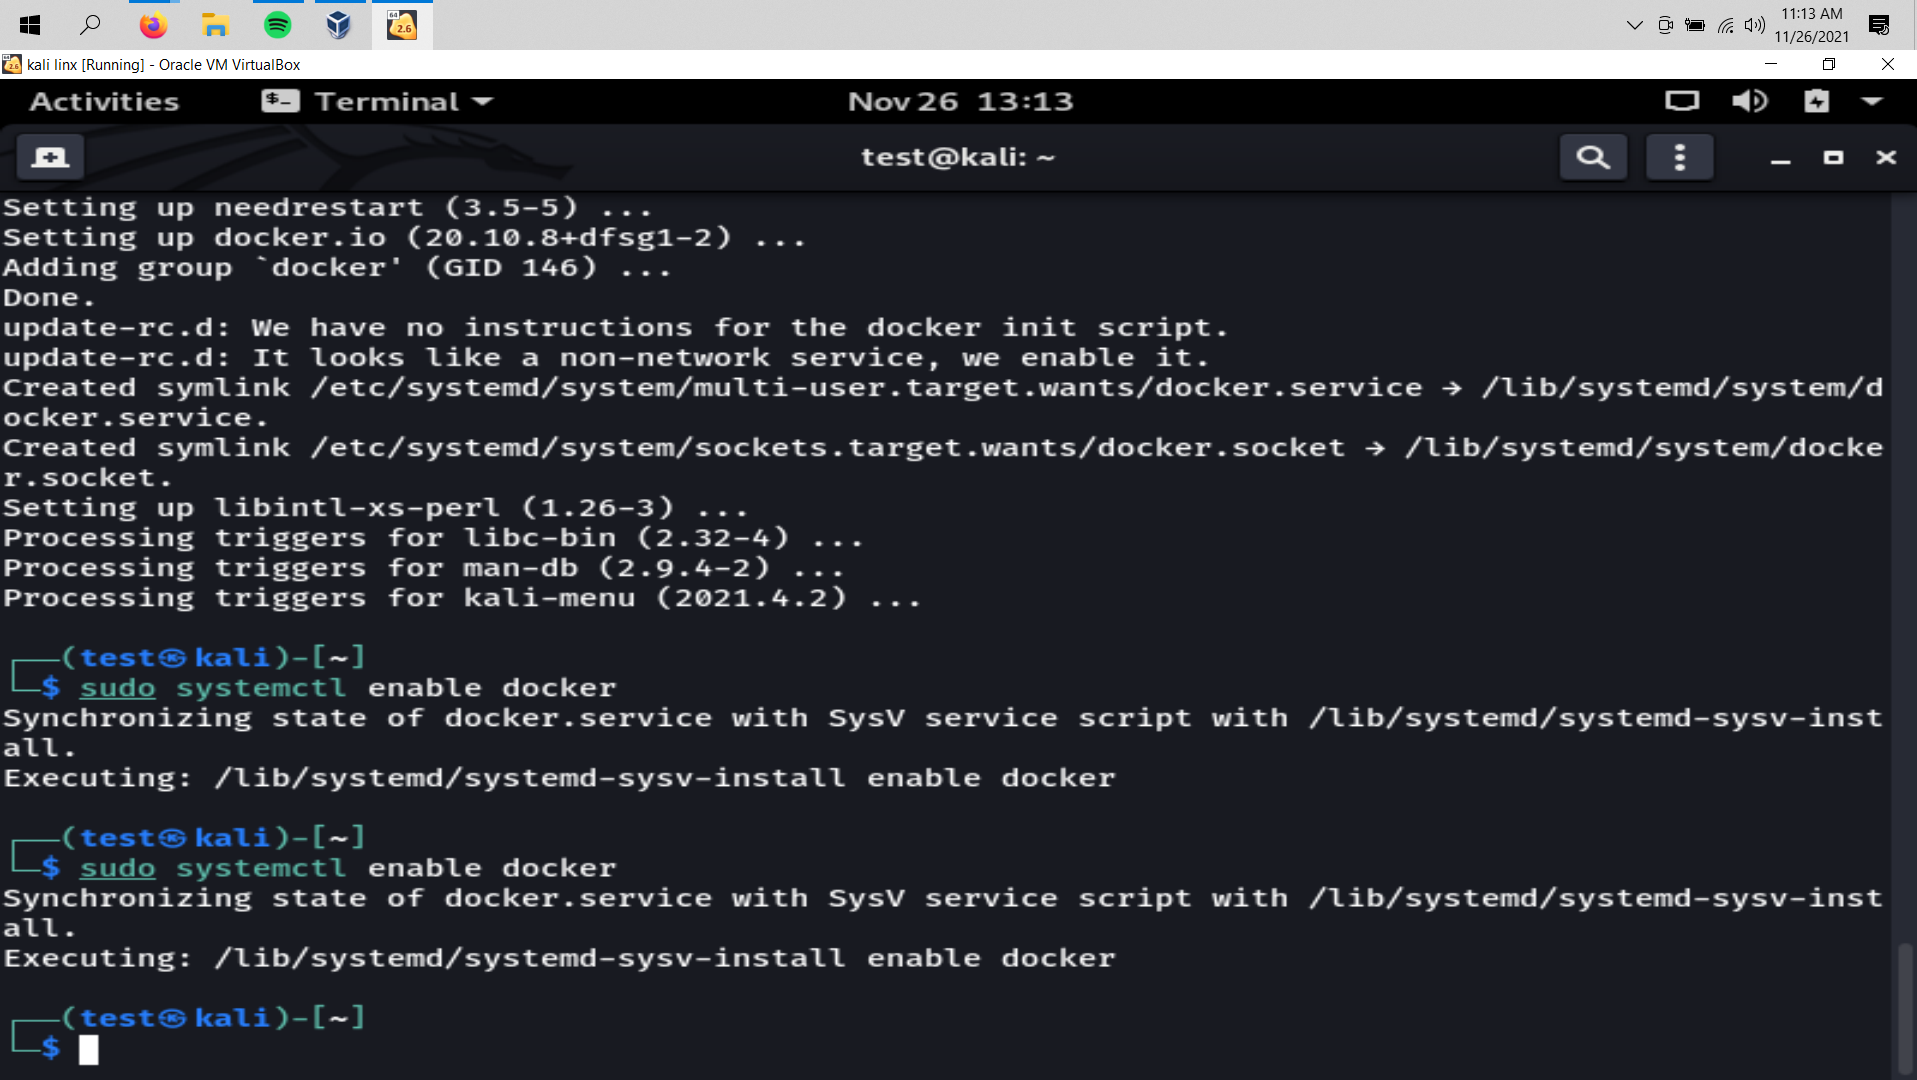 11:13 AM
11/26/2021
64
2.6
kali linx [Running] - Oracle VM VirtualBox
Activities
$-
Terminal
Nov 26 13:13
test@kali: ~
Setting up needrestart (3.5-5) ...
Setting up docker.io (20.10.8+dfsg1-2) ...
Adding group `docker' (GID 146) ...
Done.
update-rc.d: We have no instructions for the docker init script.
update-rc.d: It looks like a non-network service, we enable it.
Created symlink /etc/systemd/system/multi-user.target.wants/docker.service → /lib/systemd/system/d
ocker.service.
Created symlink /etc/systemd/system/sockets.target.wants/docker.socket → /lib/systemd/system/docke
r.socket.
Setting up libintl-xs-perl (1.26-3) ...
Processing triggers for libc-bin (2.32-4) ...
Processing triggers for man-db (2.9.4-2) ...
Processing triggers for kali-menu (2021.4.2) ...
┌──(test㉿kali)-[~]
└─$ sudo systemctl enable docker
Synchronizing state of docker.service with SysV service script with /lib/systemd/systemd-sysv-inst
all.
Executing: /lib/systemd/systemd-sysv-install enable docker
┌──(test㉿kali)-[~]
└─$ sudo systemctl enable docker
Synchronizing state of docker.service with SysV service script with /lib/systemd/systemd-sysv-inst
all.
Executing: /lib/systemd/systemd-sysv-install enable docker
┌──(test㉿kali)-[~]
└─$